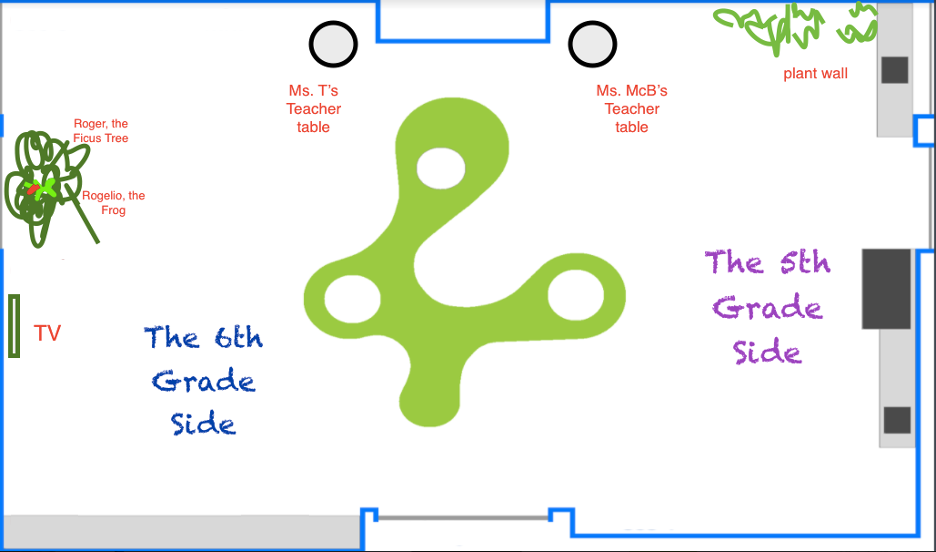 Ms. T's
Teacher
table
Ms. McB's
Teacher
table
plant wall
Roger, the
Ficus Tree
Rogelio, the
Frog
TV
The 6th
Grade
Side
The 5th
Grade
Side